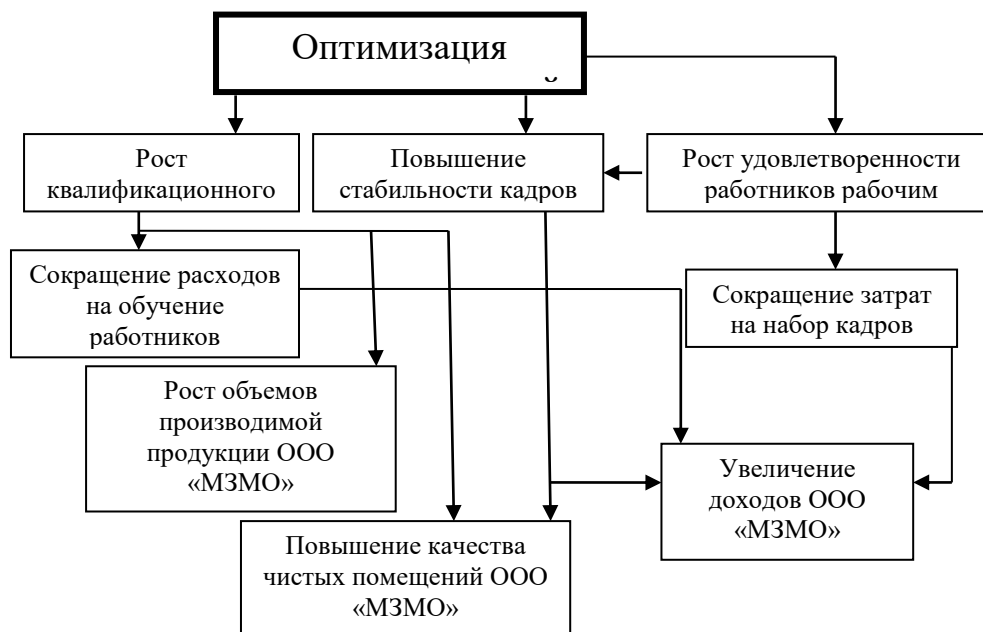 Оптимизация
Рост
квалификационного
Повышение
стабильности кадров
Рост удовлетворенности
работников рабочим
Сокращение расходов
на обучение
работников
Сокращение затрат
на набор кадров
Рост объемов
производимой
продукции ООО
«МЗМО»
Увеличение
доходов ООО
«МЗМО»
Повышение качества
чистых помещений ООО
«МЗМО»